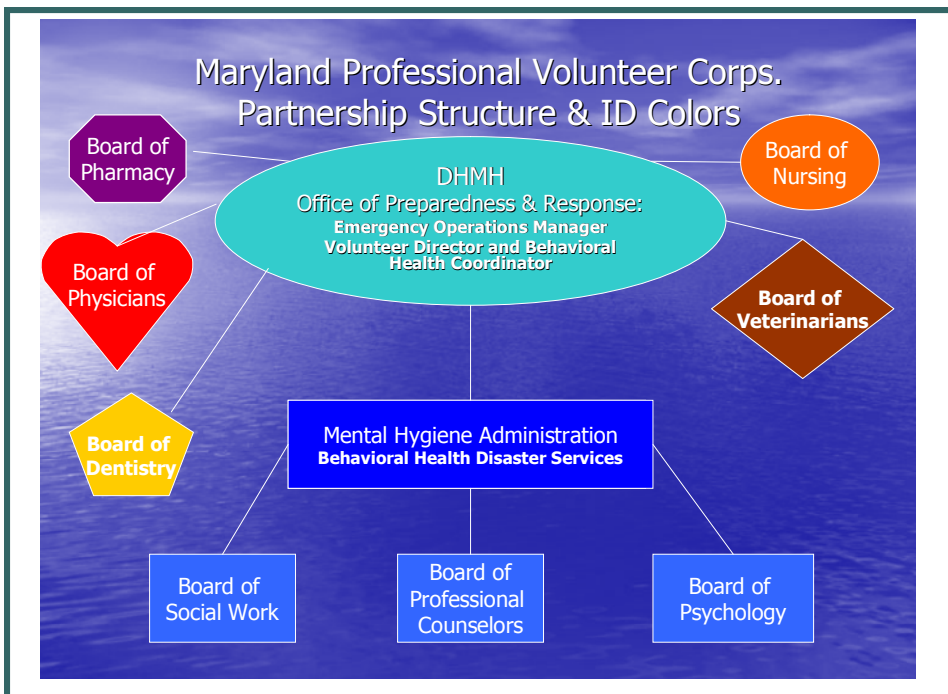 Maryland Professional Volunteer Corps.
Partnership Structure & ID Colors
Board of
Pharmacy
DHMH
Office of Preparedness & Response:
Emergency Operations Manager
Volunteer Director and Behavioral
Health Coordinator
Board of
Nursing
Board of
Physicians
Board of
Veterinarians
Board of
Dentistry
Mental Hygiene Administration
Behavioral Health Disaster Services
Board of
Social Work
Board of
Professional
Counselors
Board of
Psychology